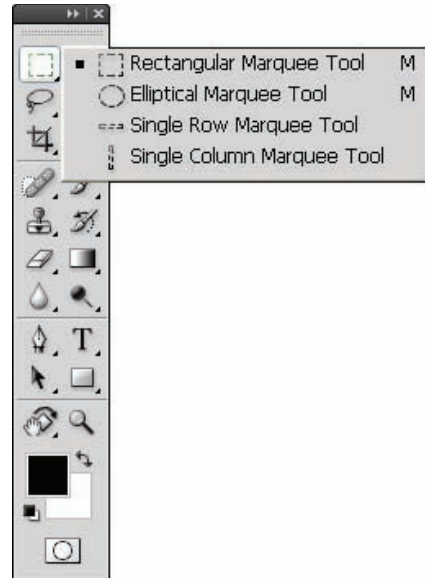 Rectangular Marquee Tool M
Elliptical Marquee Tool M
Single Row Marquee Tool
Single Column Marquee Tool
T